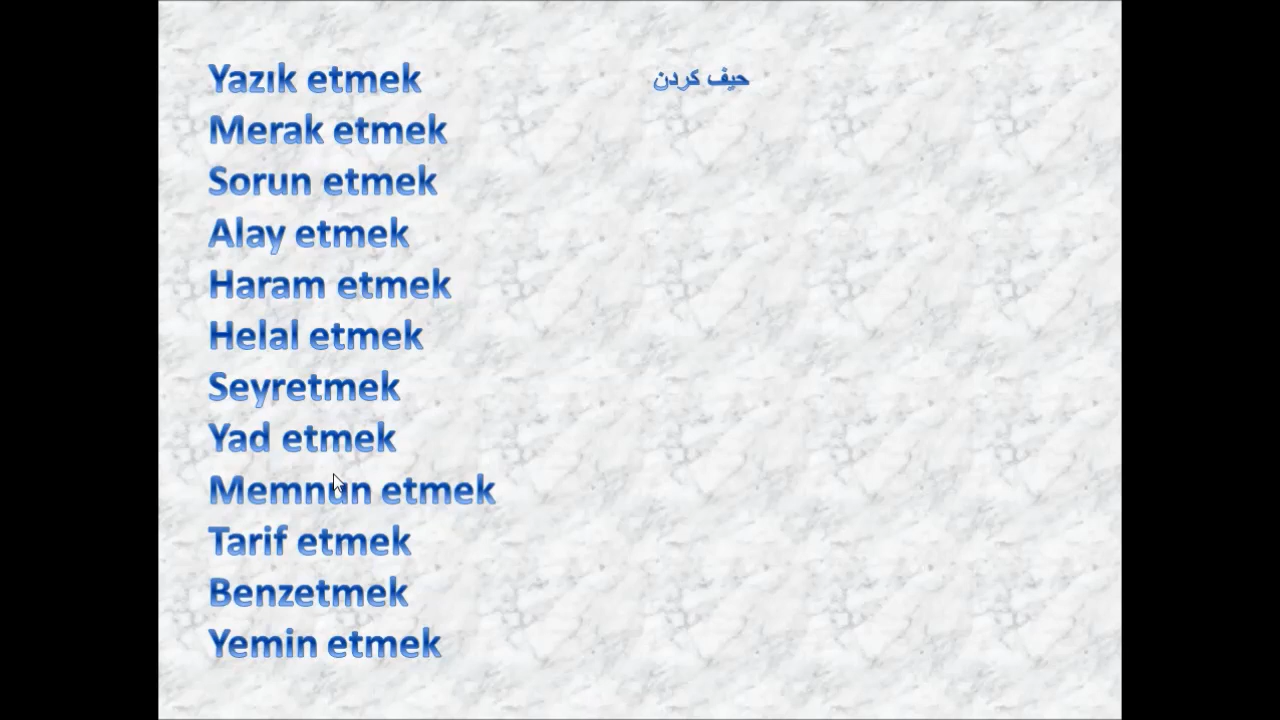 Yazık etmek حیف کردن
Merak etmek
Sorun etmek
Alay etmek
Haram etmek
Helal etmek
Seyretmek
Yad etmek
Memnun etmek
Tarif etmek
Benzetmek
Yemin etmek